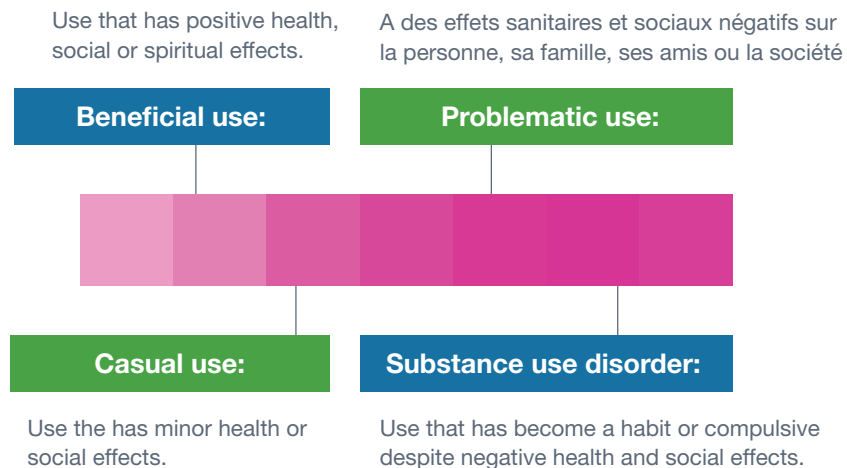 Use that has positive health,
social or spiritual effects.
A des effets sanitaires et sociaux négatifs sur
la personne, sa famille, ses amis ou la société
Beneficial use:
Problematic use:
Casual use:
Substance use disorder:
Use the has minor health or
social effects.
Use that has become a habit or compulsive
despite negative health and social effects.